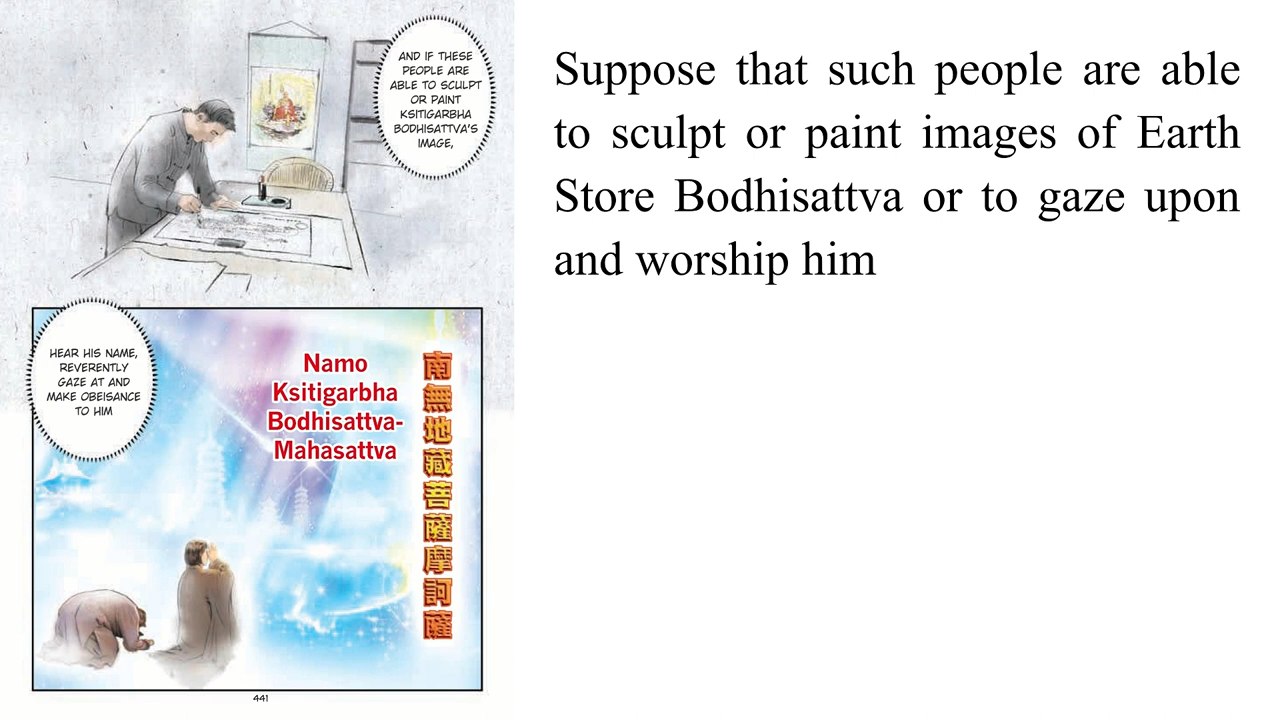 AND IF THESE
PEOPLE ARE
ABLE TO SCULPT
OR PAINT
KSITIGARBHA
BODHISATTVA'S
IMAGE,
HEAR HIS NAME,
REVERENTLY
GAZE AT AND
MAKE OBEISANCE
TO HIM
Namo
Ksitigarbha
Bodhisattva-
Mahasattva
南無地藏菩薩摩訶薩
441
Suppose that such people are able
to sculpt or paint images of Earth
Store Bodhisattva or to gaze upon
and worship him